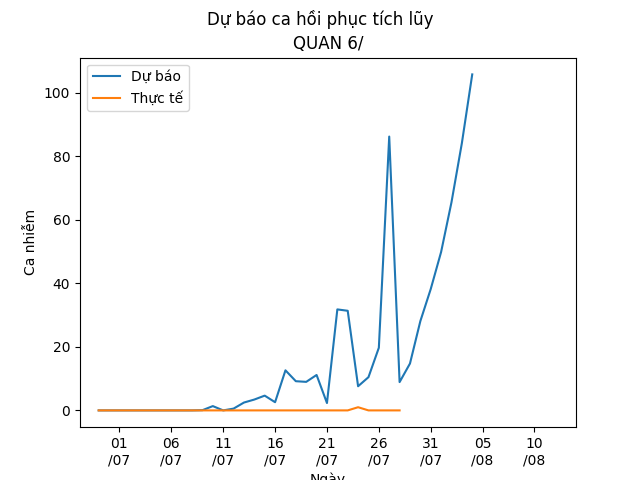 Dự báo ca hồi phục tích lũy
QUAN 6/
Dự báo
Thực tế
Ca nhiễm
100
80
60
40
20
0
01 06 11 16 21 26 31 05 10
/07 /07 /07 /07 /07 /07 /07 /08 /08
Ngày